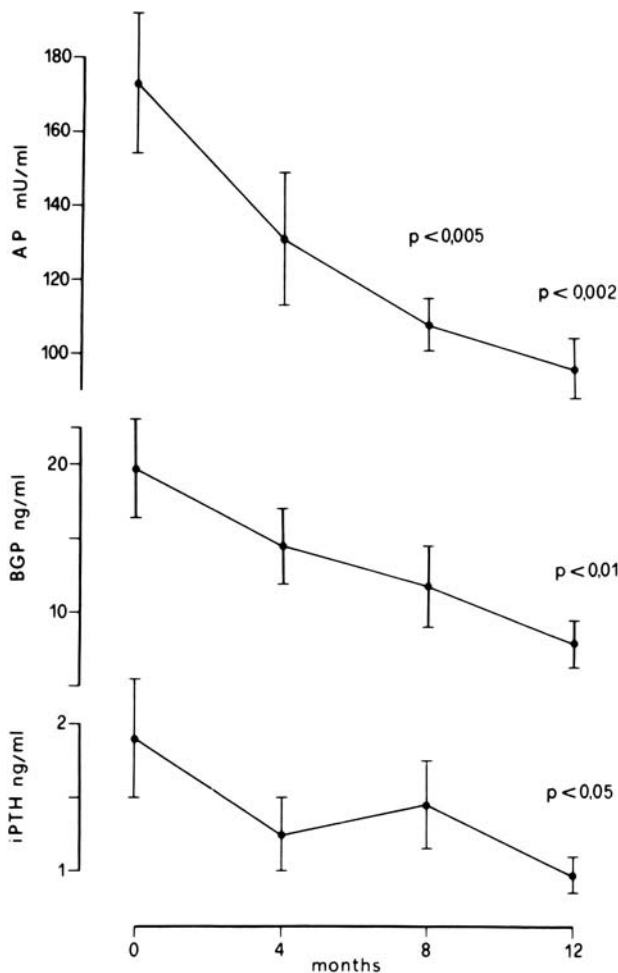 180
160
140
120
100
AP mU/ml
p < 0,005
p < 0,002
20
10
BGP ng/ml
p < 0,01
2
1
iPTH ng/ml
p < 0,05
0 4 8 12
months